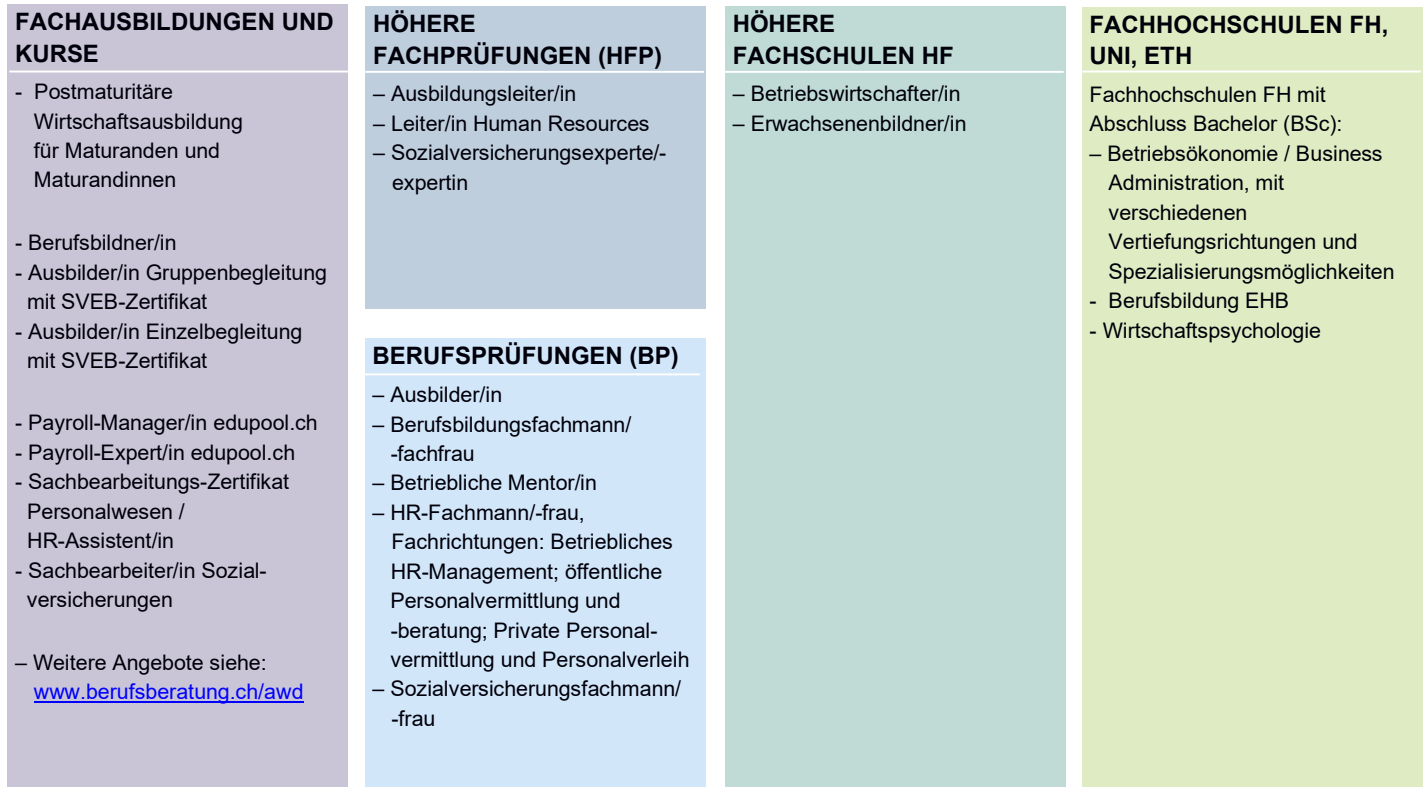 FACHAUSBILDUNGEN UND
KURSE
- Postmaturitäre
Wirtschaftsausbildung
für Maturanden und
Maturandinnen
- Berufsbildner/in
- Ausbilder/in Gruppenbegleitung
mit SVEB-Zertifikat
- Ausbilder/in Einzelbegleitung
mit SVEB-Zertifikat
- Payroll-Manager/in edupool.ch
- Payroll-Expert/in edupool.ch
- Sachbearbeitungs-Zertifikat
Personalwesen /
HR-Assistent/in
- Sachbearbeiter/in Sozial-
versicherungen
– Weitere Angebote siehe:
www.berufsberatung.ch/awd
HÖHERE
FACHPRÜFUNGEN (HFP)
– Ausbildungsleiter/in
– Leiter/in Human Resources
– Sozialversicherungsexperte/-
expertin
BERUFSPRÜFUNGEN (BP)
– Ausbilder/in
– Berufsbildungsfachmann/
-fachfrau
– Betriebliche Mentor/in
– HR-Fachmann/-frau,
Fachrichtungen: Betriebliches
HR-Management; öffentliche
Personalvermittlung und
-beratung; Private Personal-
vermittlung und Personalverleih
– Sozialversicherungsfachmann/
-frau
HÖHERE
FACHSCHULEN HF
– Betriebswirtschafter/in
– Erwachsenenbildner/in
FACHHOCHSCHULEN FH,
UNI, ETH
Fachhochschulen FH mit
Abschluss Bachelor (BSc):
– Betriebsökonomie / Business
Administration, mit
verschiedenen
Vertiefungsrichtungen und
Spezialisierungsmöglichkeiten
- Berufsbildung EHB
- Wirtschaftspsychologie